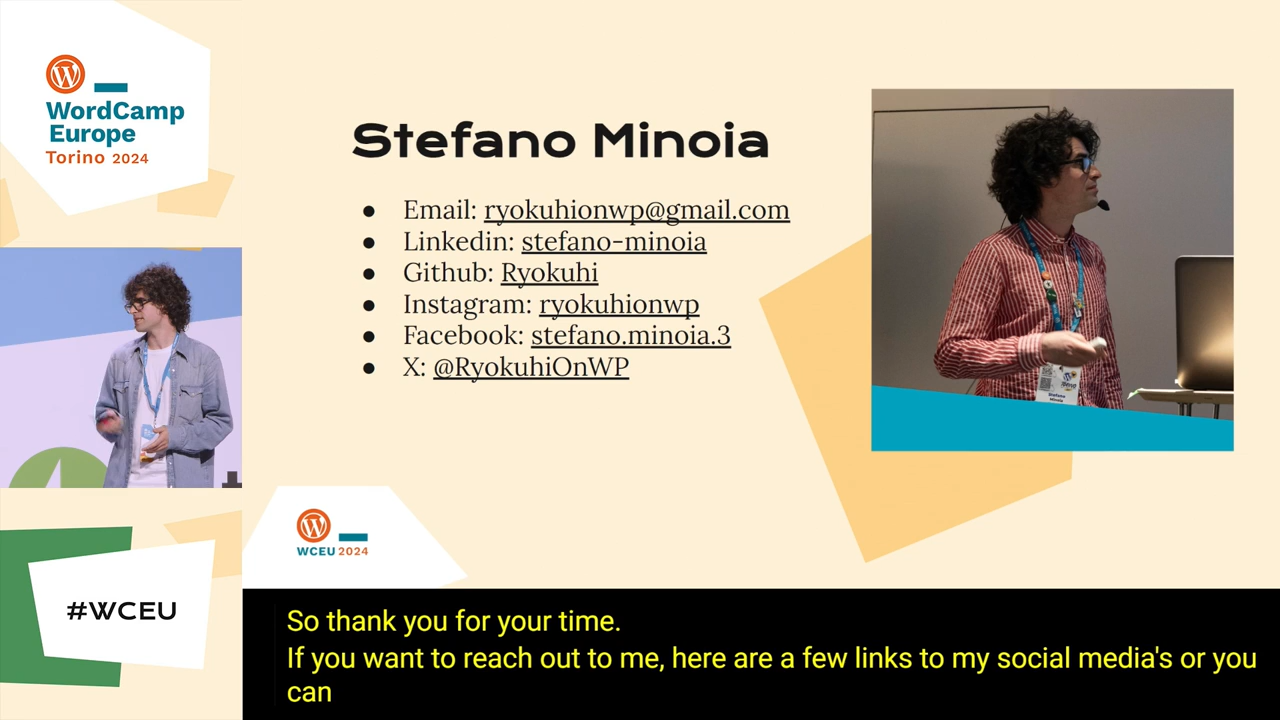 WordCamp
Europe
Torino 2024
Stefano Minoia
Email: ryokuhionwp@gmail.com
Linkedin: stefano-minoia
Github: Ryokuhi
Instagram: ryokuhionwp
Facebook: stefano.minoia.3
X: @RyokuhiOnWP
Stefano
Minoia
WCEU 2024
#WCEU
So thank you for your time.
If you want to reach out to me, here are a few links to my social media's or you
can